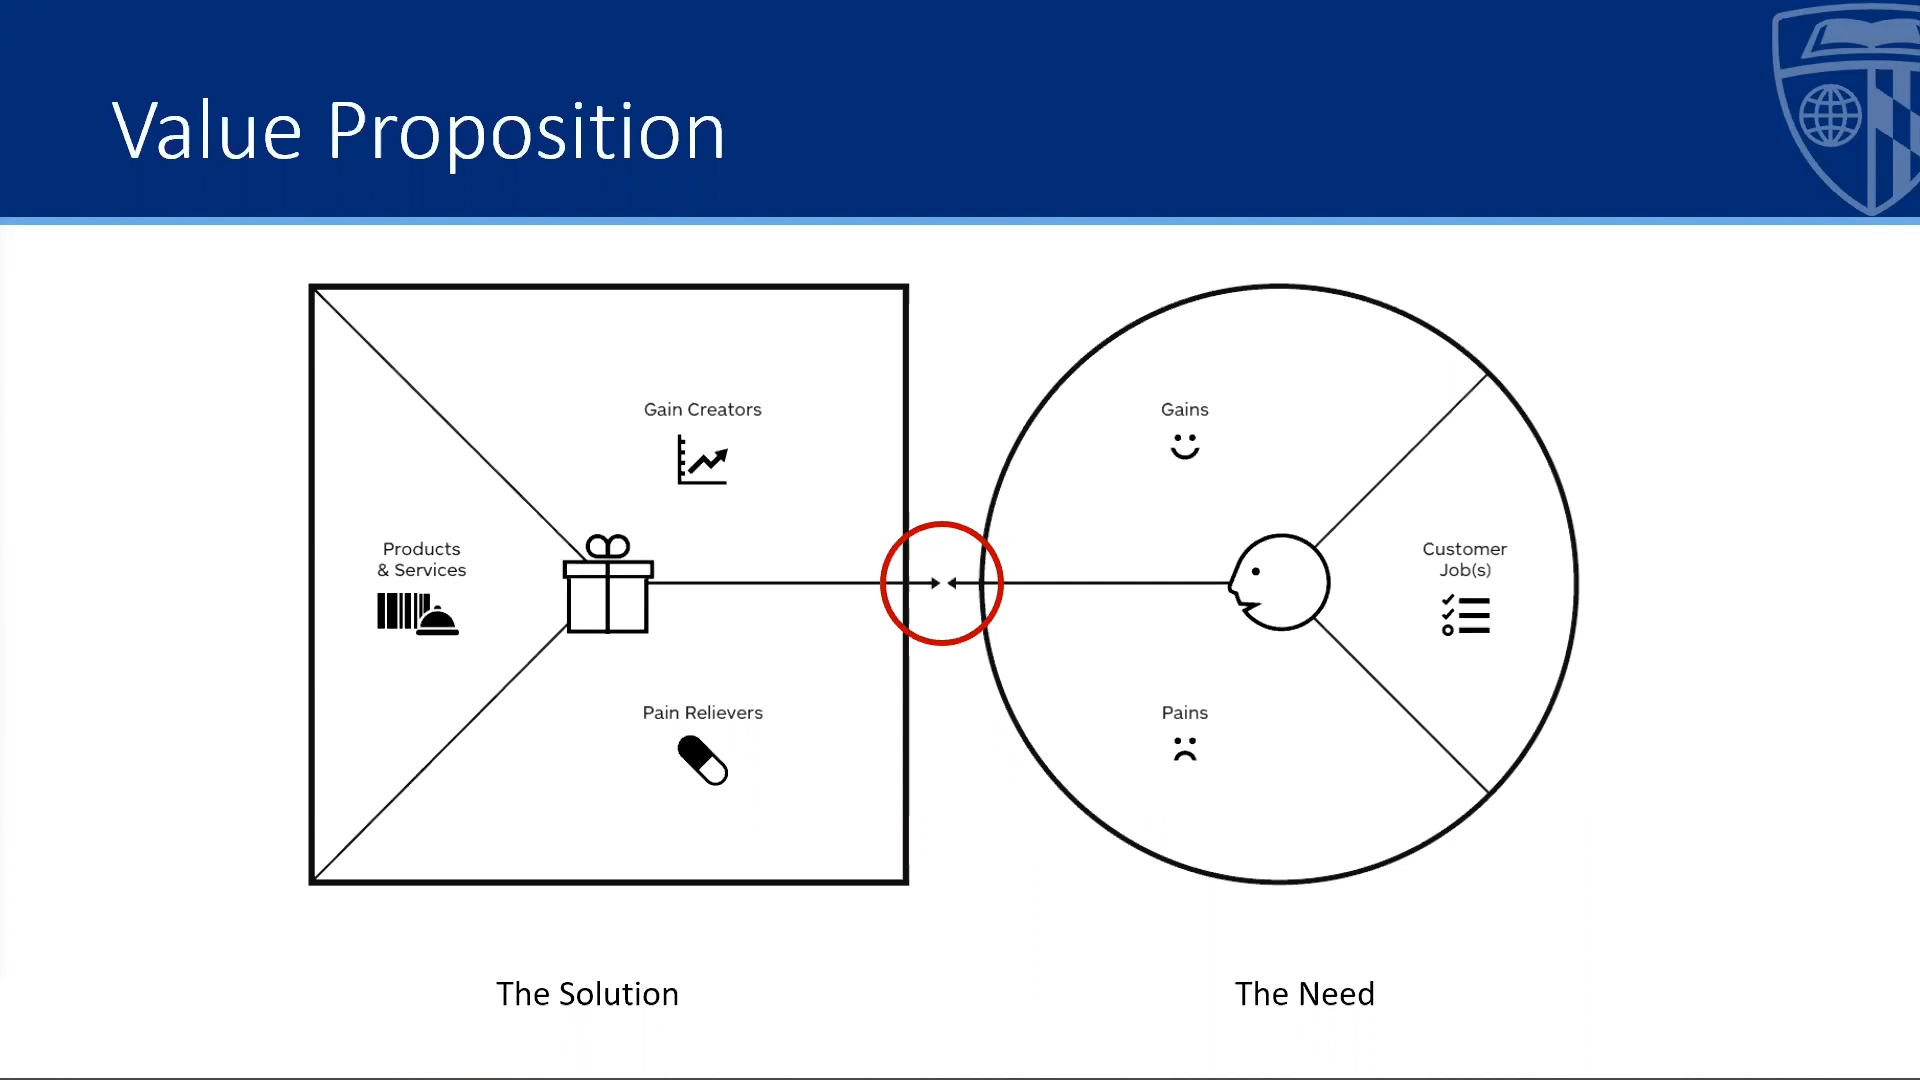 Value Proposition
Gain Creators
Products
& Services
Pain Relievers
Gains
Customer
Job(s)
Pains
The Solution
The Need